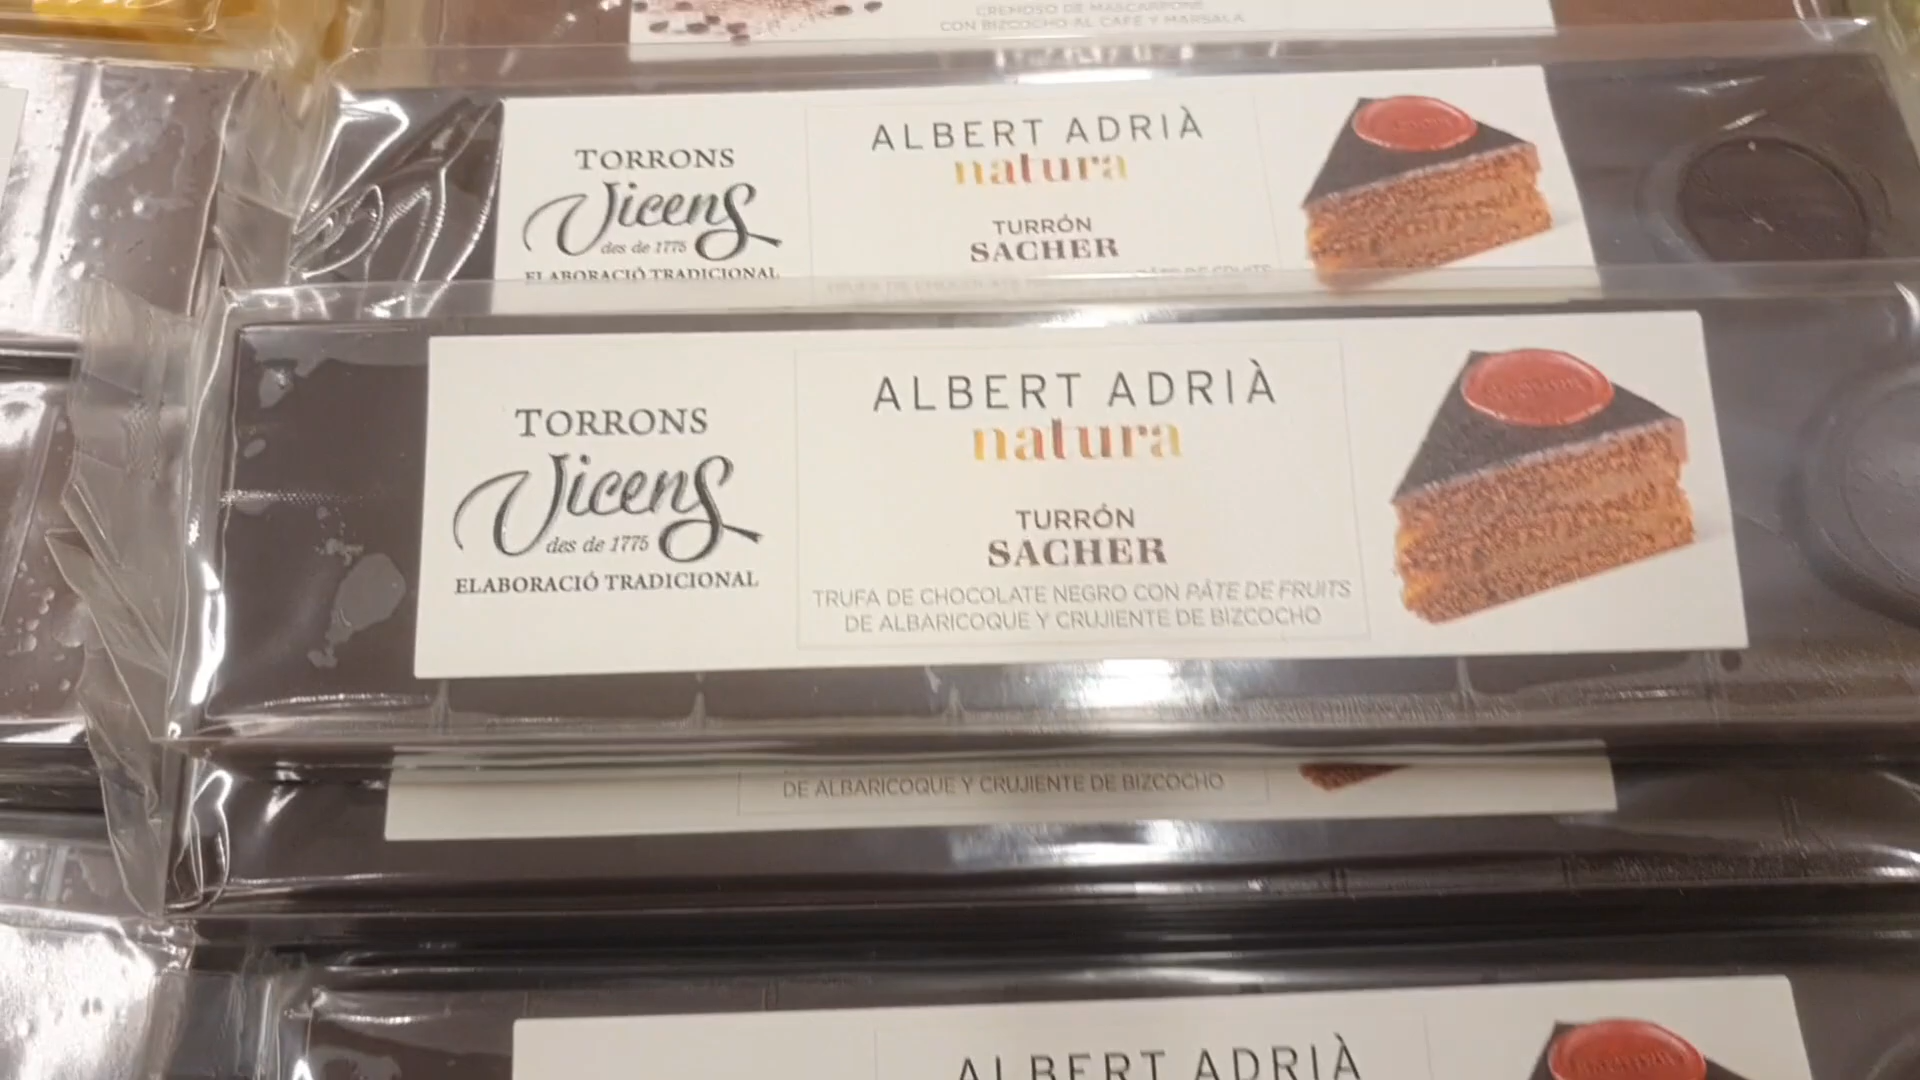 CREMOSO DE MASCARPONE
CON BIZCOCHO AL CAFÉ Y MARSALA
TORRONS
Vicens
des de 1775
ELABORACIÓ TRADICIONAL
ALBERT ADRIÀ
natura
TURRÓN
SACHER
TORRONS
Vicens
des de 1775
ELABORACIÓ TRADICIONAL
ALBERT ADRIÀ
natura
TURRÓN
SACHER
TRUFA DE CHOCOLATE NEGRO CON PÂTE DE FRUITS
DE ALBARICOQUE Y CRUJIENTE DE BIZCOCHO
DE ALBARICOQUE Y CRUJIENTE DE BIZCOCHO
ALBERT ADRIÀ